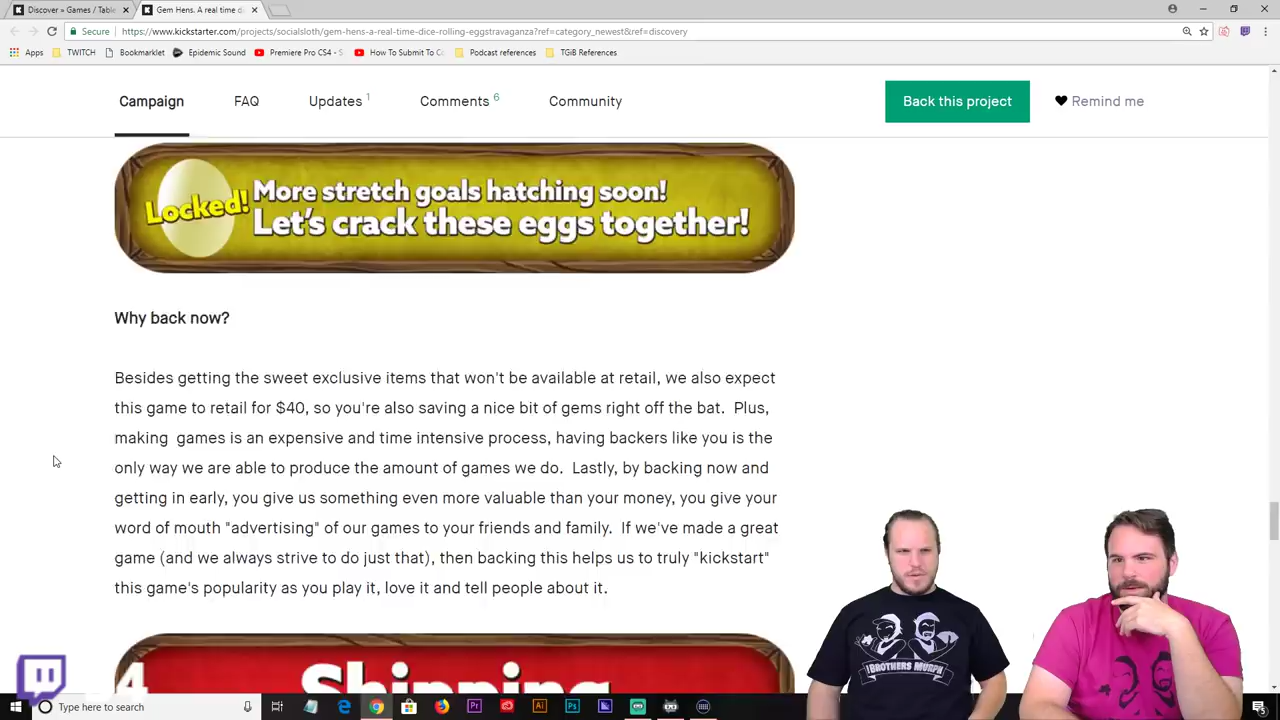 Discover » Games / Table
Gem Hens. A real time di
Secure
https://www.kickstarter.com/projects/socialsloth/gem-hens-a-real-time-dice-rolling-eggstravaganza?ref=category_newest&ref=discovery
Apps
TWITCH
Bookmarklet
Epidemic Sound
Premiere Pro CS4 - S
How To Submit To C
Podcast references
TGiB References
Campaign
FAQ
Updates 1
Comments 6
Community
Back this project
Remind me
Locked!
More stretch goals hatching soon!
Let's crack these eggs together!
Why back now?
Besides getting the sweet exclusive items that won't be available at retail, we also expect
this game to retail for $40, so you're also saving a nice bit of gems right off the bat. Plus,
making games is an expensive and time intensive process, having backers like you is the
only way we are able to produce the amount of games we do. Lastly, by backing now and
getting in early, you give us something even more valuable than your money, you give your
word of mouth "advertising" of our games to your friends and family. If we've made a great
game (and we always strive to do just that), then backing this helps us to truly "kickstart"
this game's popularity as you play it, love it and tell people about it.
Shipping
BROTHERS MURPH
Type here to search